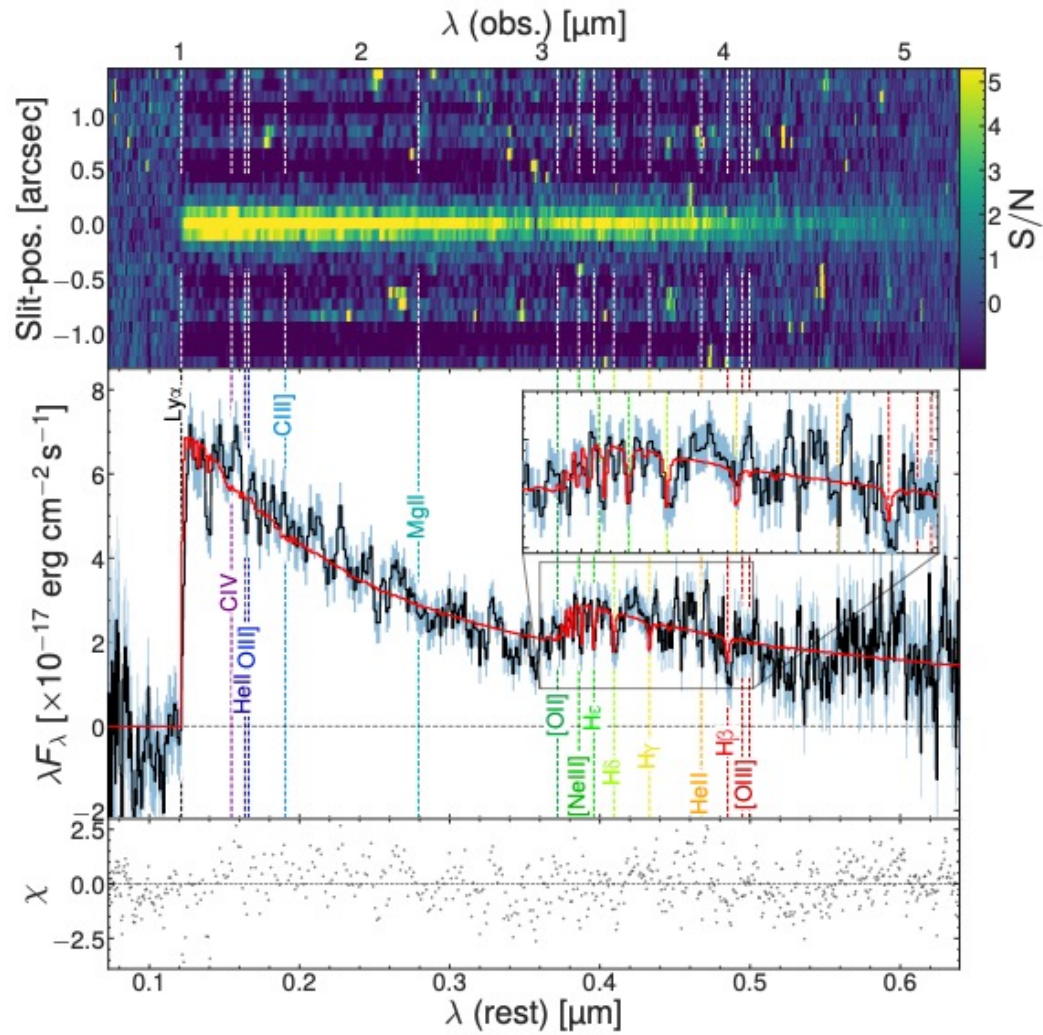 λ (obs.) [μm]
1 2 3 4 5
Slit-pos. [arcsec]
1.0
0.5
0.0
−0.5
−1.0
5
4
3
2
1
0
S/N
λF_λ [×10⁻¹⁷ erg cm⁻² s⁻¹]
8
6
4
2
0
−2
Lyα
CIV
HeII
OIII]
CIII]
MgII
[OII]
[NeIII]
Hε
Hδ
Hγ
HeII
Hβ
[OIII]
χ
2.5
0.0
−2.5
0.1 0.2 0.3 0.4 0.5 0.6
λ (rest) [μm]